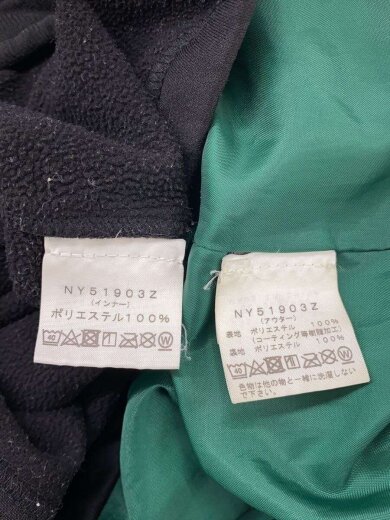 NY51903Z
(インナー)
ポリエステル100%
40
W
NY51903Z
(アウター)
表地 ポリエステル 100%
(コーティング等樹脂加工)
裏地 ポリエステル 100%
40
W
色物は他の物と一緒に洗濯しない
で下さい。